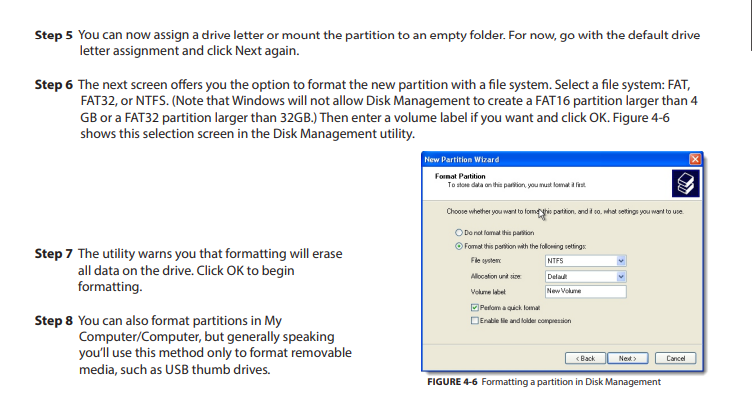 Step 5 You can now assign a drive letter or mount the partition to an empty folder. For now, go with the default drive
letter assignment and click Next again.
Step 6 The next screen offers you the option to format the new partition with a file system. Select a file system: FAT,
FAT32, or NTFS. (Note that Windows will not allow Disk Management to create a FAT16 partition larger than 4
GB or a FAT32 partition larger than 32GB.) Then enter a volume label if you want and click OK. Figure 4-6
shows this selection screen in the Disk Management utility.
Step 7 The utility warns you that formatting will erase
all data on the drive. Click OK to begin
formatting.
Step 8 You can also format partitions in My
Computer/Computer, but generally speaking
you'll use this method only to format removable
media, such as USB thumb drives.
New Partition Wizard
Format Partition
To store data on this partition, you must format it first.
Choose whether you want to format this partition, and if so, what settings you want to use.
Do not format this partition
Format this partition with the following settings:
File system: NTFS
Allocation unit size: Default
Volume label: New Volume
Perform a quick format
Enable file and folder compression
< Back Next > Cancel
FIGURE 4-6 Formatting a partition in Disk Management